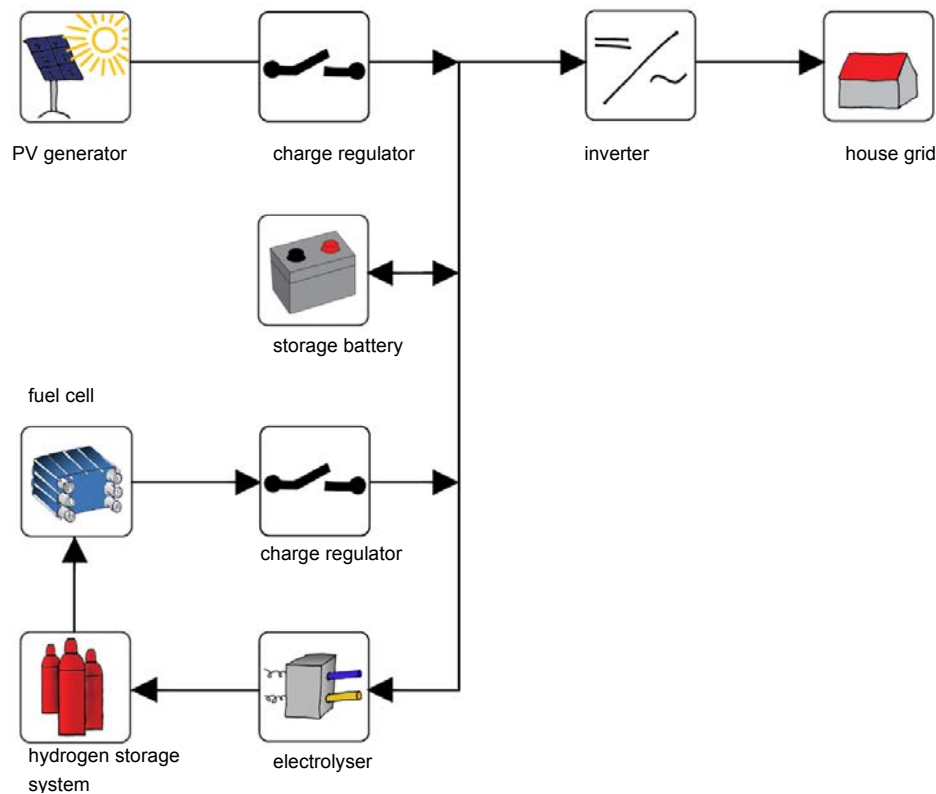 PV generator
charge regulator
inverter
house grid
storage battery
fuel cell
charge regulator
hydrogen storage
system
electrolyser